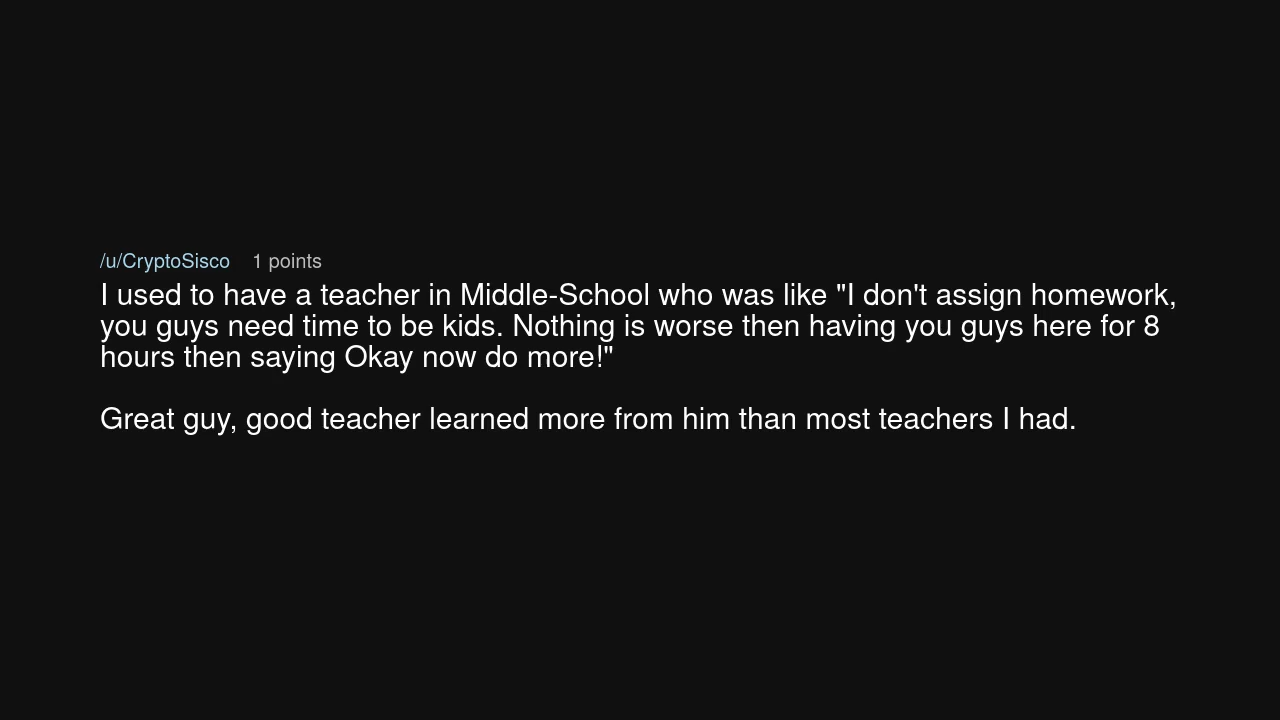 /u/CryptoSisco 1 points
I used to have a teacher in Middle-School who was like "I don't assign homework,
you guys need time to be kids. Nothing is worse then having you guys here for 8
hours then saying Okay now do more!"
Great guy, good teacher learned more from him than most teachers I had.